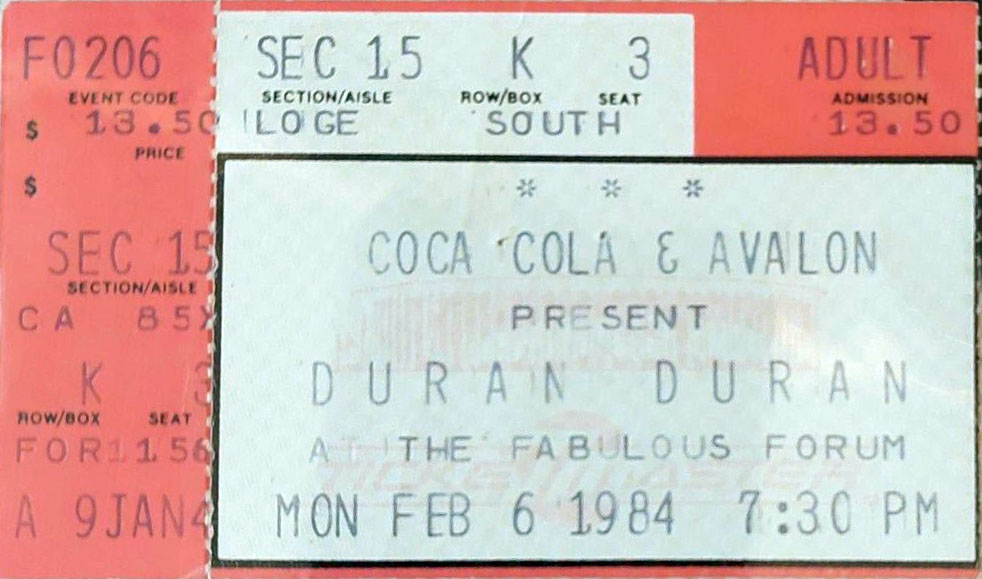 F0206
EVENT CODE
$ 13.50
PRICE
$
SEC 15
SECTION/AISLE
CA 85X
K 3
ROW/BOX SEAT
FOR1156
A 9JAN4
SEC 15 K 3 ADULT
SECTION/AISLE ROW/BOX SEAT ADMISSION
LOGE SOUTH 13.50
* * *
COCA COLA & AVALON
PRESENT
DURAN DURAN
AT THE FABULOUS FORUM
TICKETMASTER
MON FEB 6 1984 7:30 PM